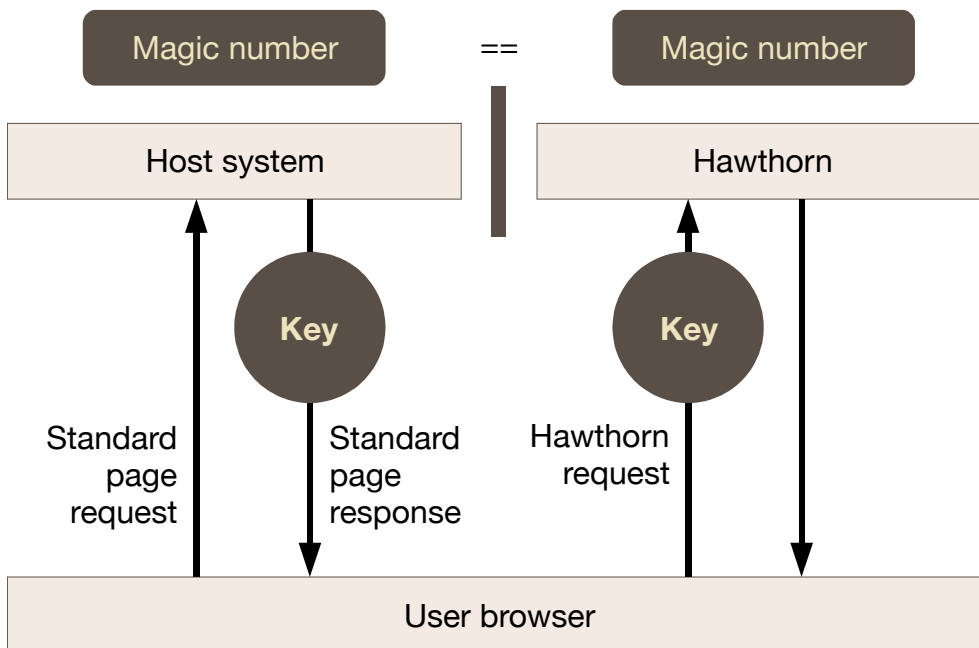 Magic number == Magic number
Host system
Hawthorn
Key
Key
Standard
page
request
Standard
page
response
Hawthorn
request
User browser